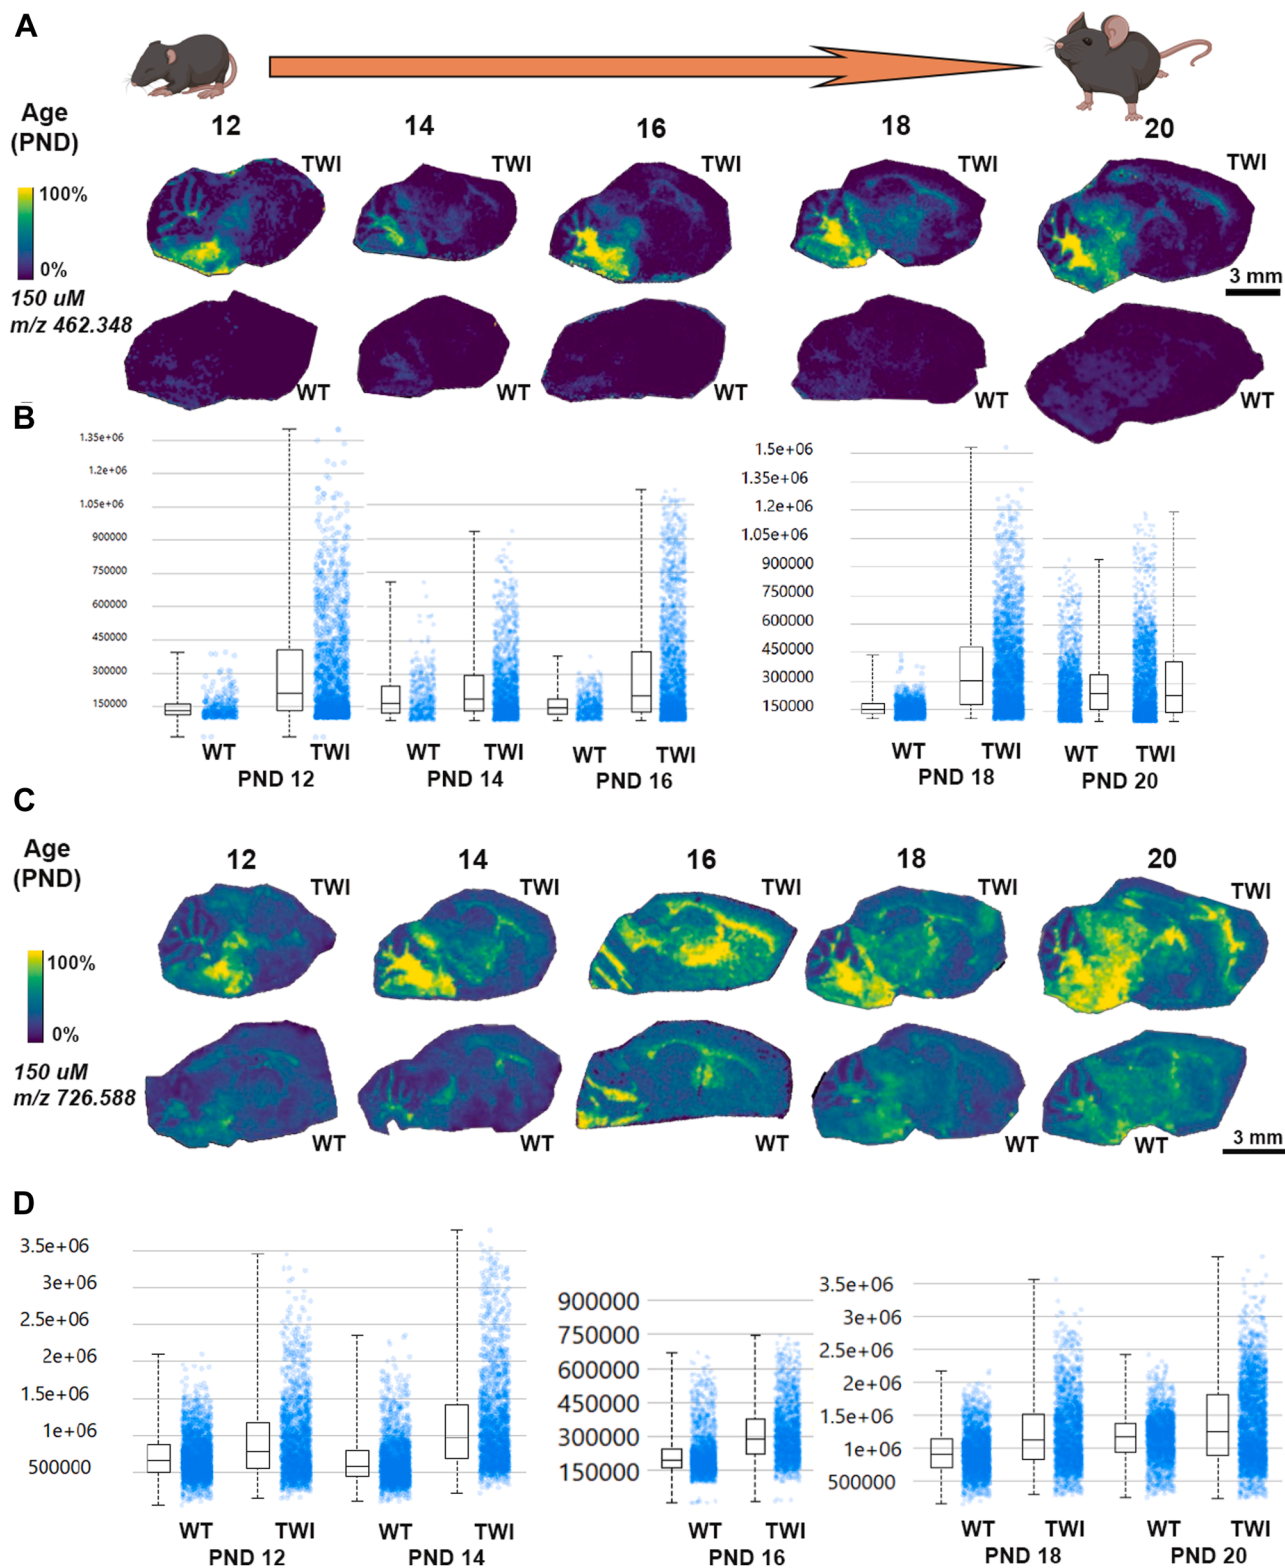 A
Age
(PND)
12 14 16 18 20
TWI TWI TWI TWI TWI
100%
0%
150 uM
m/z 462.348
3 mm
WT WT WT WT WT
B
1.35e+06
1.2e+06
1.05e+06
900000
750000
600000
450000
300000
150000
1.5e+06
1.35e+06
1.2e+06
1.05e+06
900000
750000
600000
450000
300000
150000
WT TWI WT TWI WT TWI WT TWI WT TWI
PND 12 PND 14 PND 16 PND 18 PND 20
C
Age
(PND)
12 14 16 18 20
TWI TWI TWI TWI TWI
100%
0%
150 uM
m/z 726.588
WT WT WT WT WT
3 mm
D
3.5e+06
3e+06
2.5e+06
2e+06
1.5e+06
1e+06
500000
900000
750000
600000
450000
300000
150000
3.5e+06
3e+06
2.5e+06
2e+06
1.5e+06
1e+06
500000
WT TWI WT TWI WT TWI WT TWI WT TWI
PND 12 PND 14 PND 16 PND 18 PND 20